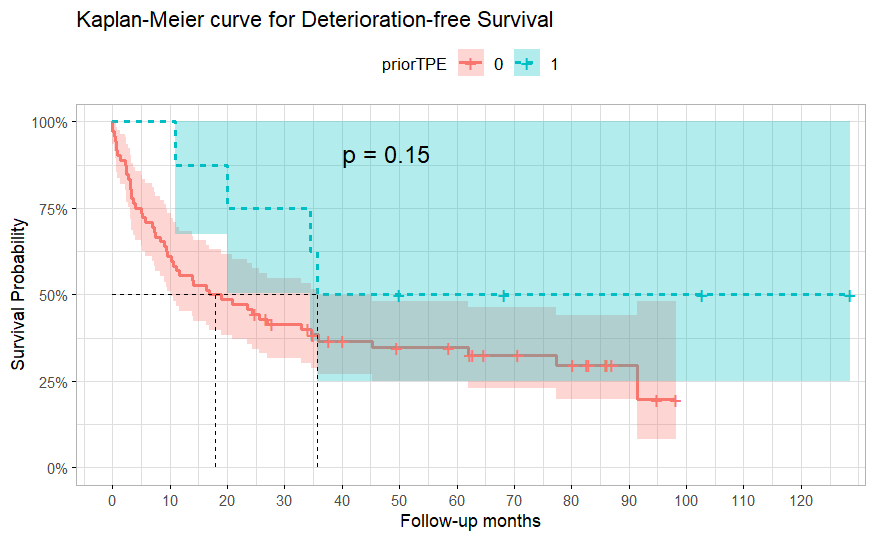 Kaplan-Meier curve for Deterioration-free Survival
priorTPE 0 1
100%
75%
50%
25%
0%
p = 0.15
Survival Probability
0 10 20 30 40 50 60 70 80 90 100 110 120
Follow-up months